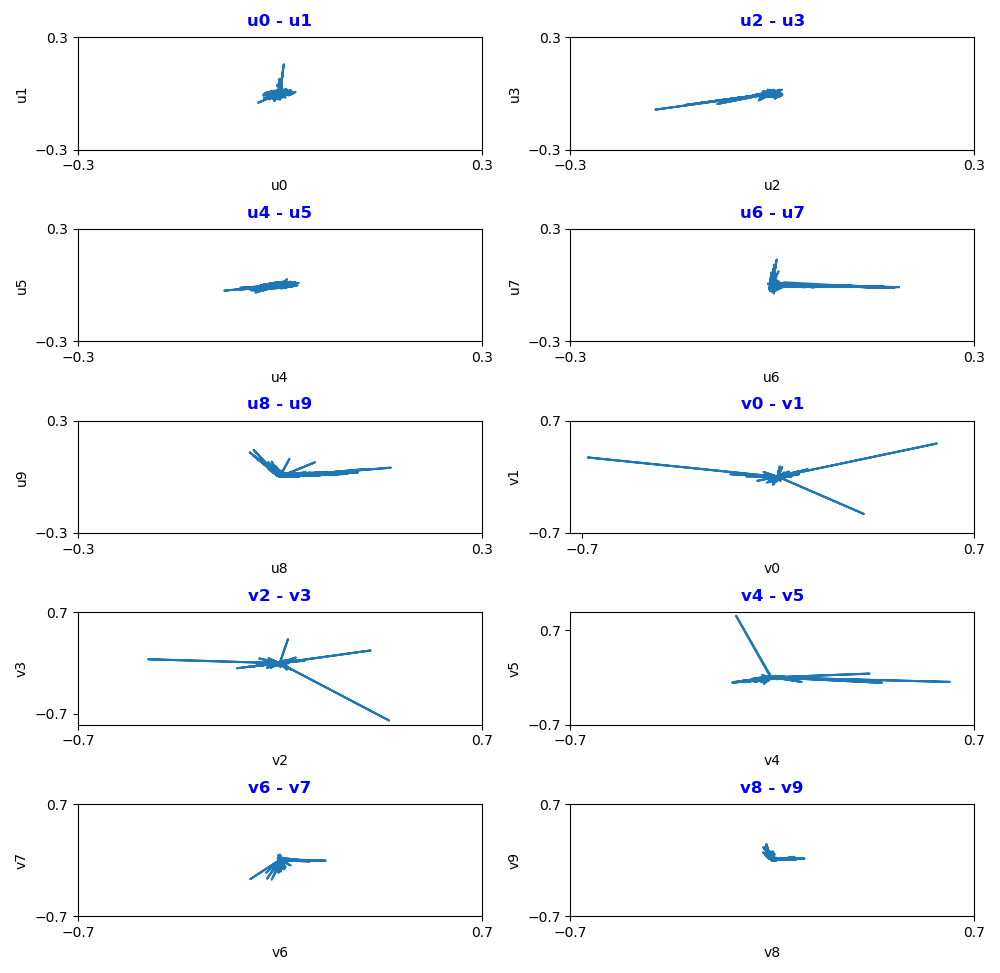 u0 - u1
u2 - u3
0.3
u1
-0.3
−0.3
0.3
u0
0.3
u3
−0.3
−0.3
0.3
u2
u4 - u5
u6 - u7
0.3
u5
−0.3
−0.3
0.3
u4
0.3
u7
−0.3
−0.3
0.3
u6
u8 - u9
v0 - v1
0.3
u9
−0.3
−0.3
0.3
u8
0.7
v1
−0.7
−0.7
0.7
v0
v2 - v3
v4 - v5
0.7
v3
−0.7
−0.7
0.7
v2
0.7
v5
−0.7
−0.7
0.7
v4
v6 - v7
v8 - v9
0.7
v7
−0.7
−0.7
0.7
v6
0.7
v9
−0.7
−0.7
0.7
v8